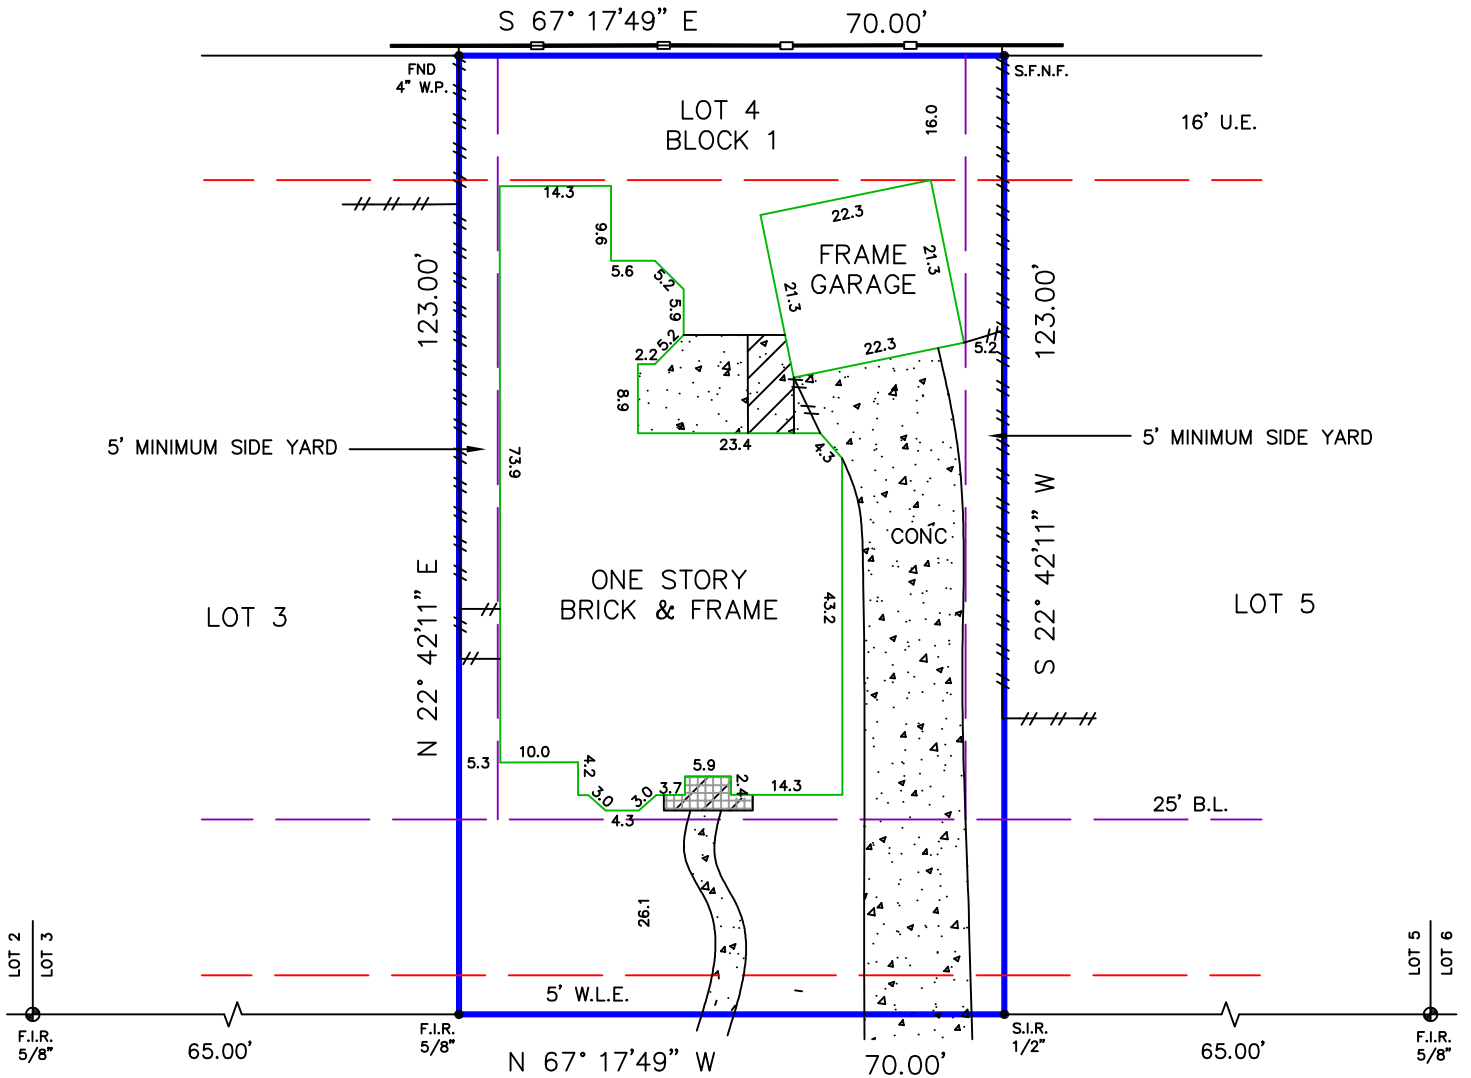 S 67° 17'49" E
70.00'
FND
4" W.P.
S.F.N.F.
LOT 4
BLOCK 1
16.0
16' U.E.
14.3
9.6
5.6
5.2
5.9
5.2
2.2
8.9
23.4
4.3
22.3
FRAME
GARAGE
21.3
21.3
22.3
5.2
123.00'
123.00'
5' MINIMUM SIDE YARD
5' MINIMUM SIDE YARD
73.9
CONC
N 22° 42'11" E
S 22° 42'11" W
ONE STORY
BRICK & FRAME
43.2
LOT 3
LOT 5
5.3
10.0
4.2
3.0
4.3
3.0
3.7
5.9
2.4
14.3
25' B.L.
26.1
LOT 2
LOT 3
LOT 5
LOT 6
5' W.L.E.
F.I.R.
5/8"
65.00'
F.I.R.
5/8"
N 67° 17'49" W
70.00'
S.I.R.
1/2"
65.00'
F.I.R.
5/8"